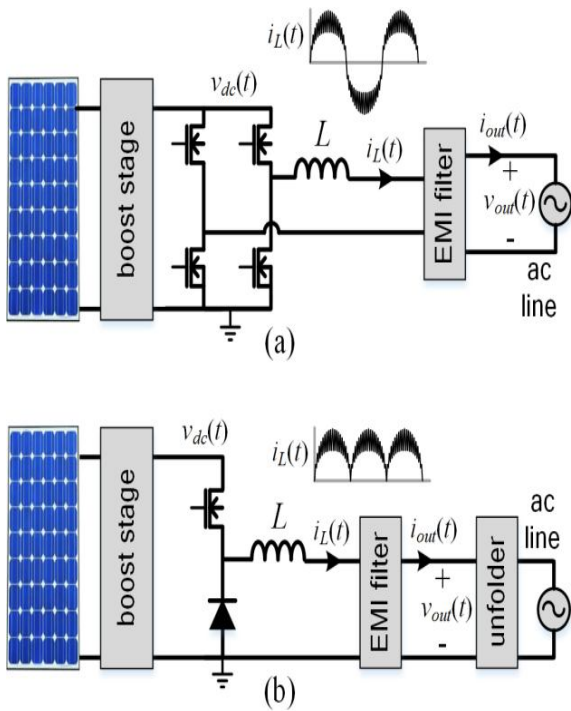 i_L(t)
v_dc(t)
L
i_L(t)
i_out(t)
boost stage
EMI filter
+
v_out(t)
-
ac
line
(a)
v_dc(t)
i_L(t)
L
i_L(t)
i_out(t)
ac
line
boost stage
EMI filter
+
v_out(t)
-
unfolder
(b)